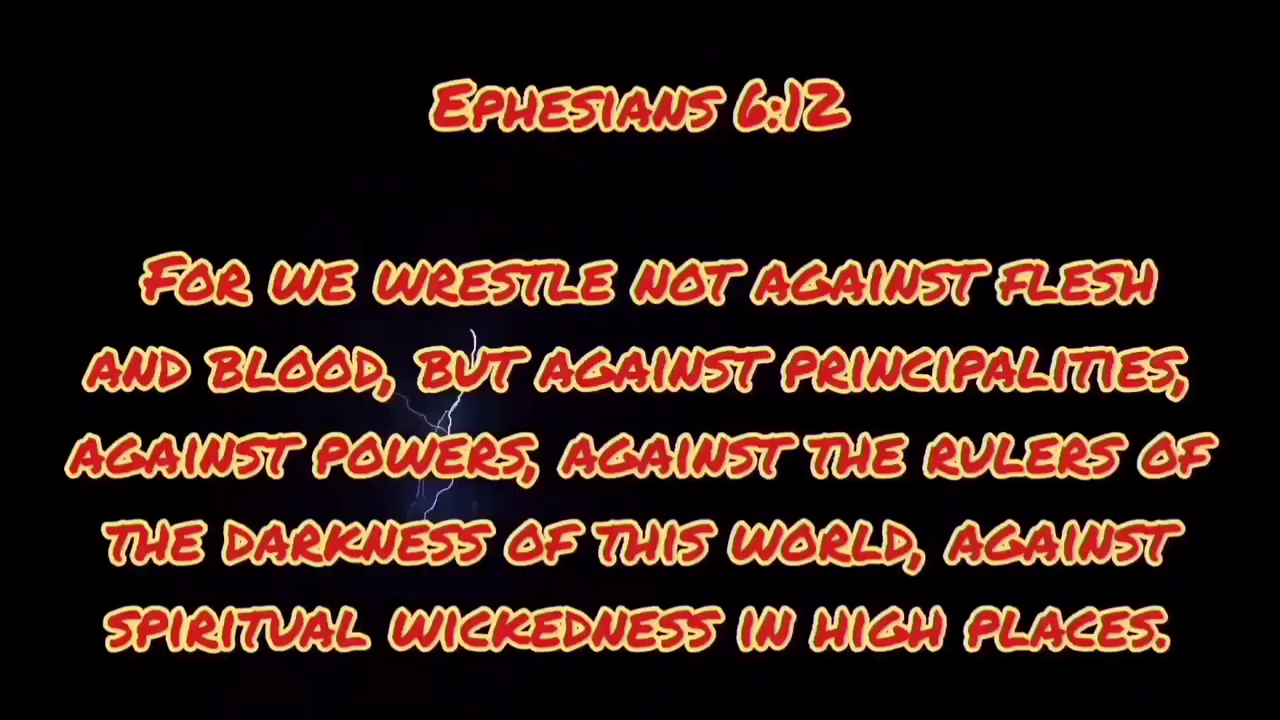 Ephesians 6:12
For we wrestle not against flesh
and blood, but against principalities,
against powers, against the rulers of
the darkness of this world, against
spiritual wickedness in high places.